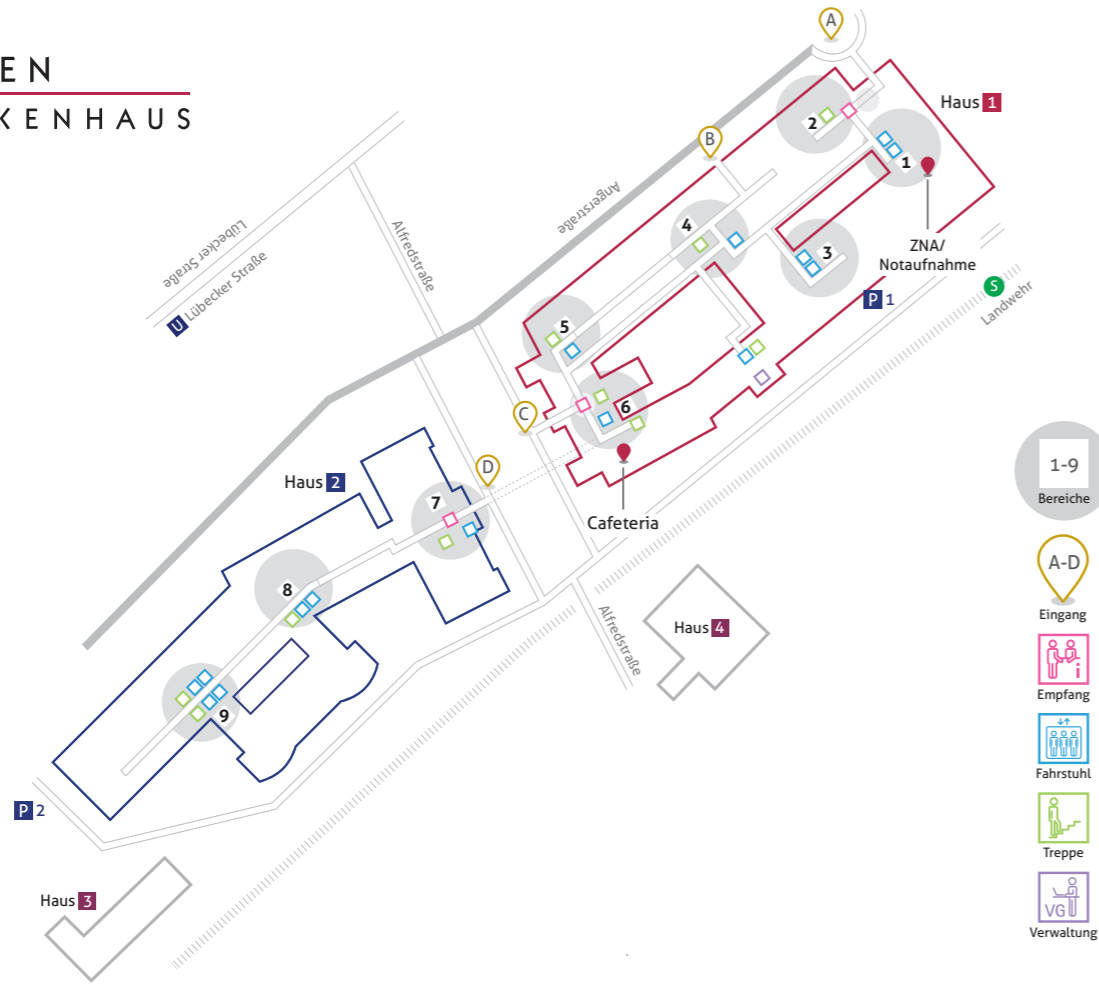 EN
KENHAUS
A
Haus 1
2
1
B
Angerstraße
4
3
ZNA/
Notaufnahme
Lübecker Straße
U Lübecker Straße
Alfredstraße
P 1
S
Landwehr
5
6
C
D
Cafeteria
Haus 2
7
8
9
Haus 4
Alfredstraße
P 2
Haus 3
1-9
Bereiche
A-D
Eingang
i
Empfang
Fahrstuhl
Treppe
VG
Verwaltung